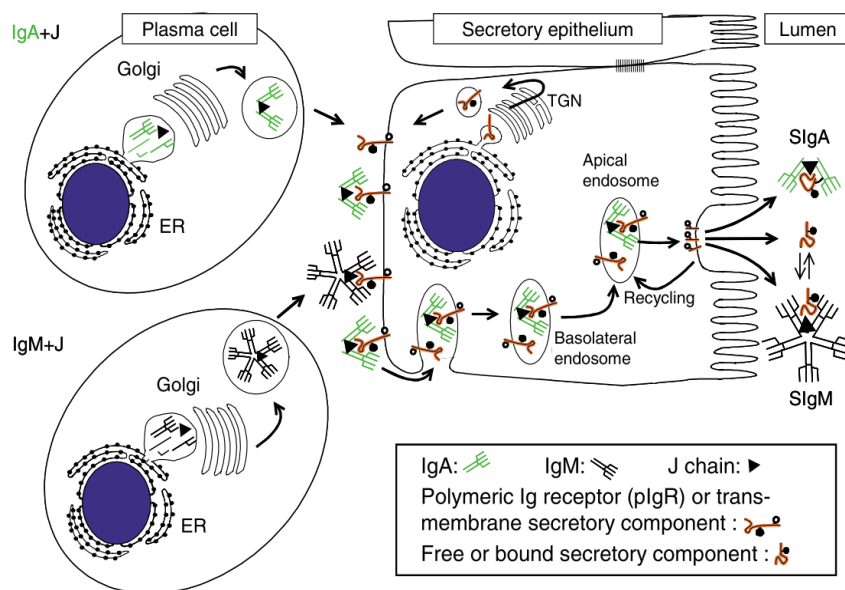 IgA+J
Plasma cell
Secretory epithelium
Lumen
Golgi
TGN
ER
SIgA
Apical
endosome
Recycling
Basolateral
endosome
SIgM
IgM+J
Golgi
ER
IgA:
IgM:
J chain:
Polymeric Ig receptor (pIgR) or trans-
membrane secretory component :
Free or bound secretory component :